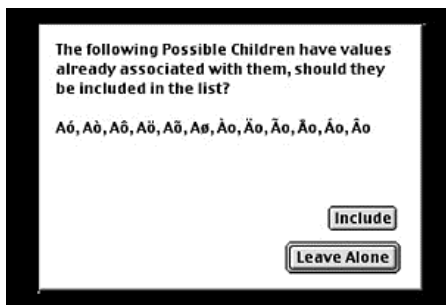 The following Possible Children have values
already associated with them, should they
be included in the list?
Aó, Aò, Aô, Aö, Aõ, Aø, Ào, Äo, Ão, Åo, Áo, Âo
Include
Leave Alone